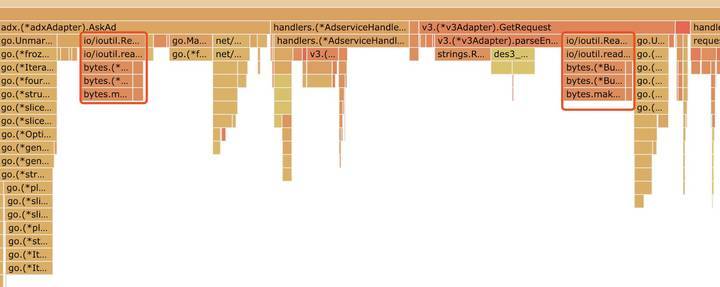 adx.(*adxAdapter).AskAd handlers.(*AdserviceHandle... v3.(*v3Adapter).GetRequest handle
go.Unmar... io/ioutil.Re... go.Ma... net/... handlers.(*AdserviceHandl... v3.(*v3Adapter).parseEn... io/ioutil.Rea... go.U... reque
go.(*froz... io/ioutil.rea... go.(*f... net/... v3.(... strings.R... des3_... io/ioutil.read... go.(...
go.(*Itera... bytes.(*... bytes.(*Bu... go.(...
go.(*four... bytes.(*... bytes.(*Bu... go.(...
go.(*stru... bytes.m... bytes.mak... go.(...
go.(*slice... go.(...
go.(*slice...
go.(*Opti...
go.(*gen...
go.(*gen...
go.(*str...
go.(*pl...
go.(*sli...
go.(*sli...
go.(*pl...
go.(*st...
go.(*It...
go.(*It...